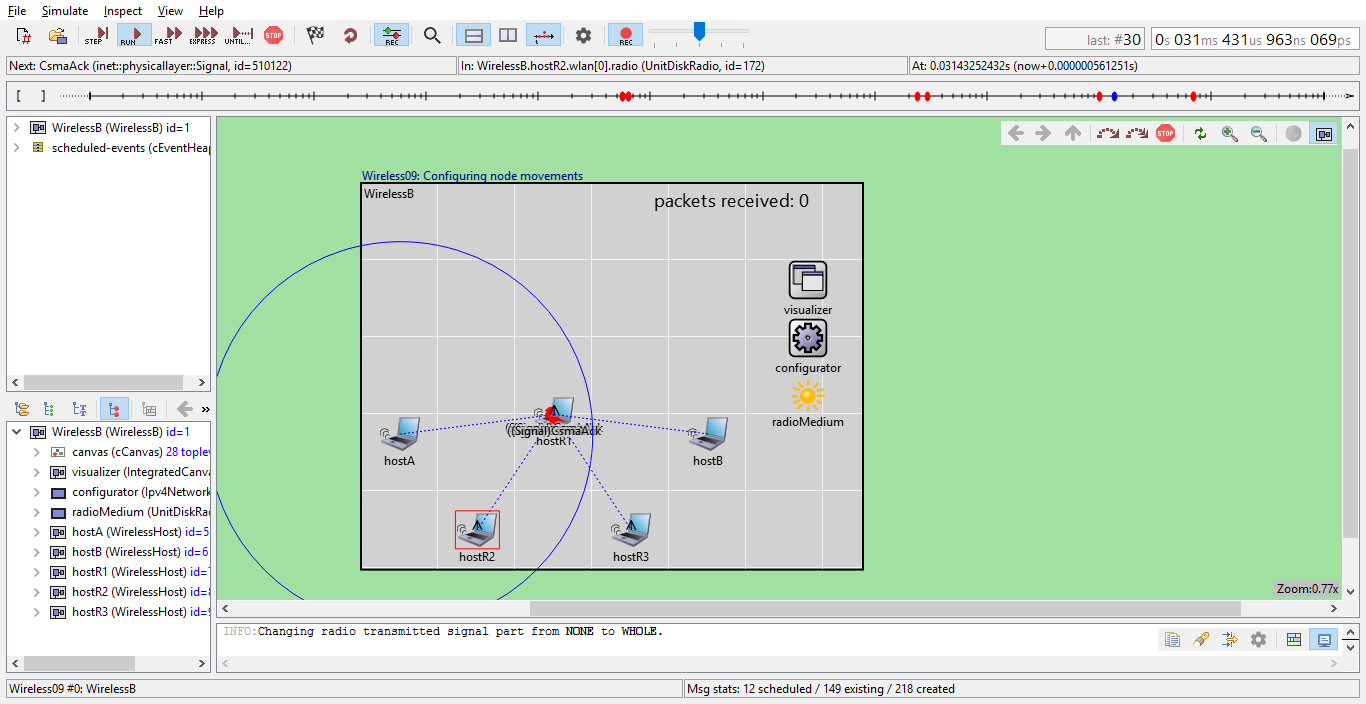 File Simulate Inspect View Help
STEP RUN FAST EXPRESS UNTIL... STOP REC REC
last: #30 0s 031ms 431us 963ns 069ps
Next: CsmaAck (inet::physicallayer::Signal, id=510122) In: WirelessB.hostR2.wlan[0].radio (UnitDiskRadio, id=172) At: 0.03143252432s (now+0.000000561251s)
[ ]
WirelessB (WirelessB) id=1
scheduled-events (cEventHeap
STOP
Wireless09: Configuring node movements
WirelessB
packets received: 0
visualizer
configurator
radioMedium
((Signal)CsmaAck
hostR1
hostA
hostB
hostR2
hostR3
Zoom:0.77x
»
WirelessB (WirelessB) id=1
canvas (cCanvas) 28 toplev
visualizer (IntegratedCanva
configurator (Ipv4Network
radioMedium (UnitDiskRad
hostA (WirelessHost) id=5
hostB (WirelessHost) id=6
hostR1 (WirelessHost) id=
hostR2 (WirelessHost) id=
hostR3 (WirelessHost) id=
INFO:Changing radio transmitted signal part from NONE to WHOLE.
Wireless09 #0: WirelessB Msg stats: 12 scheduled / 149 existing / 218 created